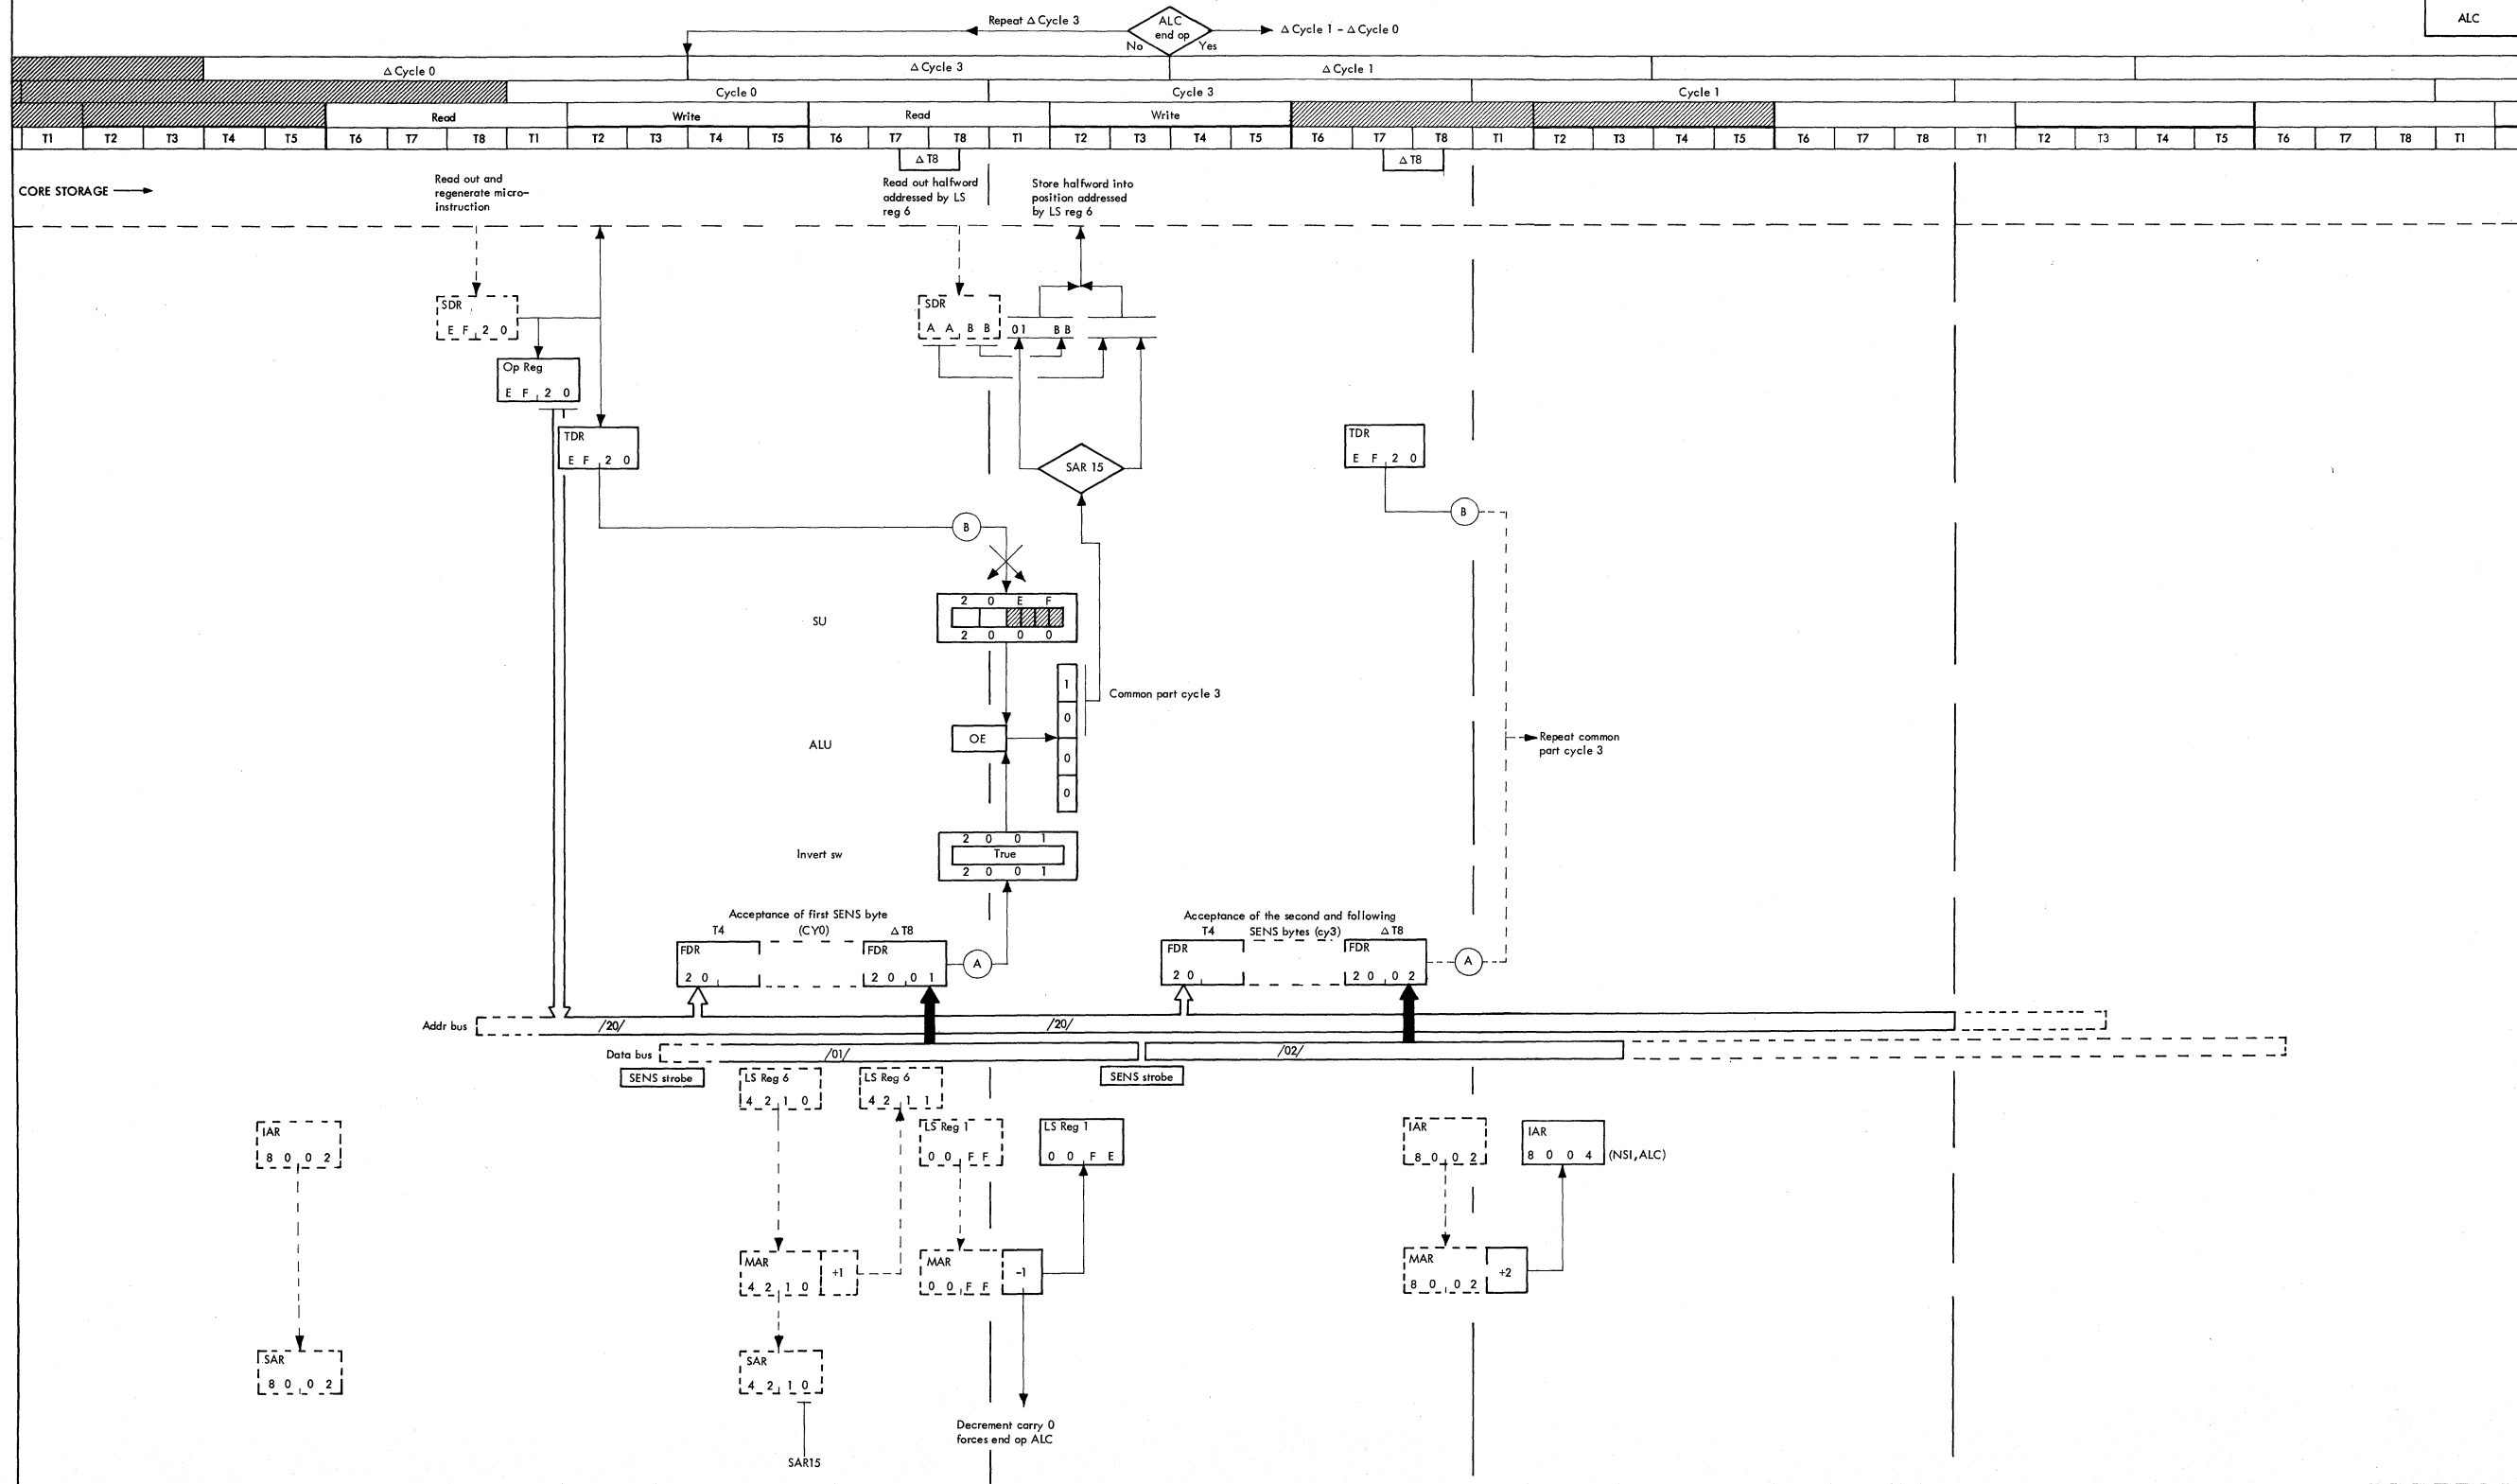 ALC
Repeat Δ Cycle 3
ALC
end op
Δ Cycle 1 – Δ Cycle 0
No
Yes
Δ Cycle 0
Δ Cycle 3
Δ Cycle 1
Cycle 0
Cycle 3
Cycle 1
Read
Write
Read
Write
T1 T2 T3 T4 T5 T6 T7 T8 T1 T2 T3 T4 T5 T6 T7 T8 T1 T2 T3 T4 T5 T6 T7 T8 T1 T2 T3 T4 T5 T6 T7 T8 T1 T2 T3 T4 T5 T6 T7 T8 T1
Δ T8
Δ T8
CORE STORAGE
Read out and
regenerate micro-
instruction
Read out halfword
addressed by LS
reg 6
Store halfword into
position addressed
by LS reg 6
SDR
E F 2 0
SDR
A A B B
01 BB
Op Reg
E F 2 0
TDR
E F 2 0
SAR 15
TDR
E F 2 0
B
B
SU
2 0 E F
2 0 0 0
Common part cycle 3
1
0
0
0
ALU
OE
Repeat common
part cycle 3
Invert sw
2 0 0 1
True
2 0 0 1
Acceptance of first SENS byte
(CY0)
T4
Δ T8
Acceptance of the second and following
SENS bytes (cy3)
T4
Δ T8
FDR
2 0
FDR
2 0 0 1
A
FDR
2 0
FDR
2 0 0 2
A
Addr bus
/20/
/20/
Data bus
/01/
/02/
SENS strobe
SENS strobe
LS Reg 6
4 2 1 0
LS Reg 6
4 2 1 1
IAR
8 0 0 2
LS Reg 1
0 0 F F
LS Reg 1
0 0 F E
IAR
8 0 0 2
IAR
8 0 0 4
(NSI,ALC)
MAR
4 2 1 0
+1
MAR
0 0 F F
-1
MAR
8 0 0 2
+2
SAR
8 0 0 2
SAR
4 2 1 0
Decrement carry 0
forces end op ALC
SAR15